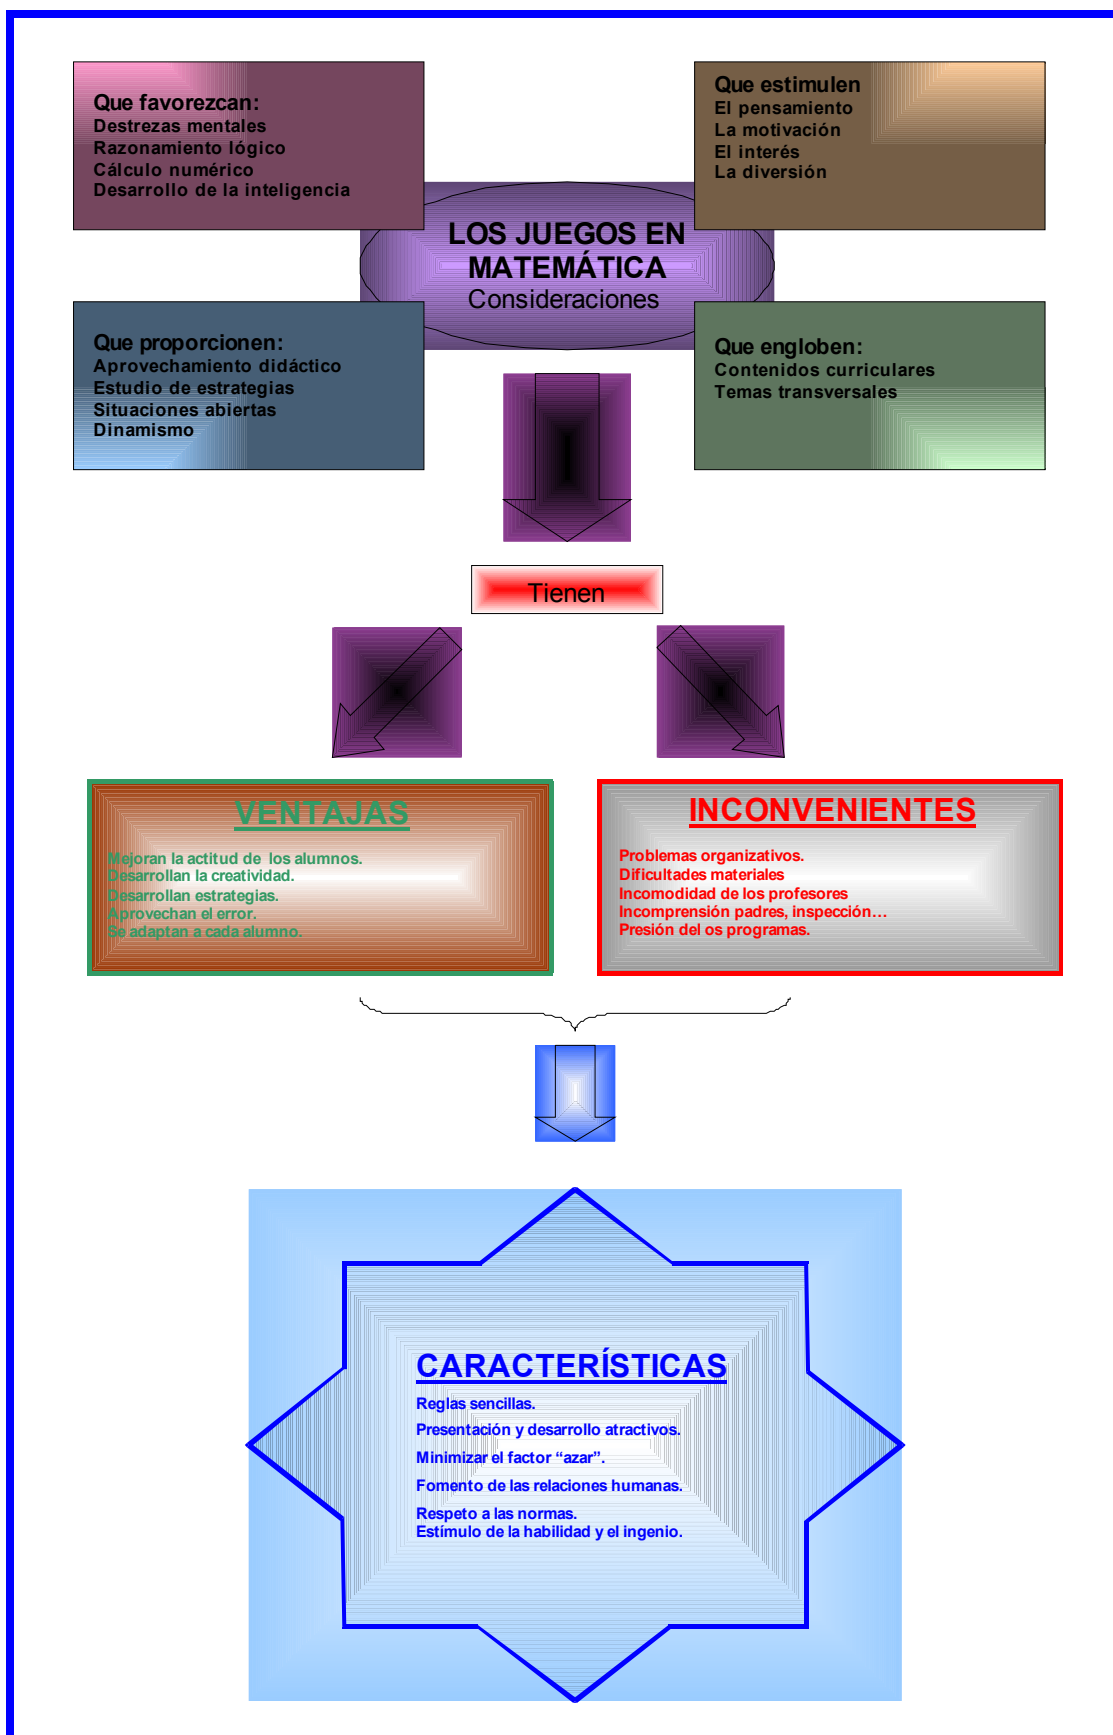 Que favorezcan:
Destrezas mentales
Razonamiento lógico
Cálculo numérico
Desarrollo de la inteligencia
Que estimulen
El pensamiento
La motivación
El interés
La diversión
LOS JUEGOS EN
MATEMÁTICA
Consideraciones
Que proporcionen:
Aprovechamiento didáctico
Estudio de estrategias
Situaciones abiertas
Dinamismo
Que engloben:
Contenidos curriculares
Temas transversales
Tienen
VENTAJAS
Mejoran la actitud de los alumnos.
Desarrollan la creatividad.
Desarrollan estrategias.
Aprovechan el error.
Se adaptan a cada alumno.
INCONVENIENTES
Problemas organizativos.
Dificultades materiales
Incomodidad de los profesores
Incomprensión padres, inspección…
Presión del os programas.
CARACTERÍSTICAS
Reglas sencillas.
Presentación y desarrollo atractivos.
Minimizar el factor “azar”.
Fomento de las relaciones humanas.
Respeto a las normas.
Estímulo de la habilidad y el ingenio.